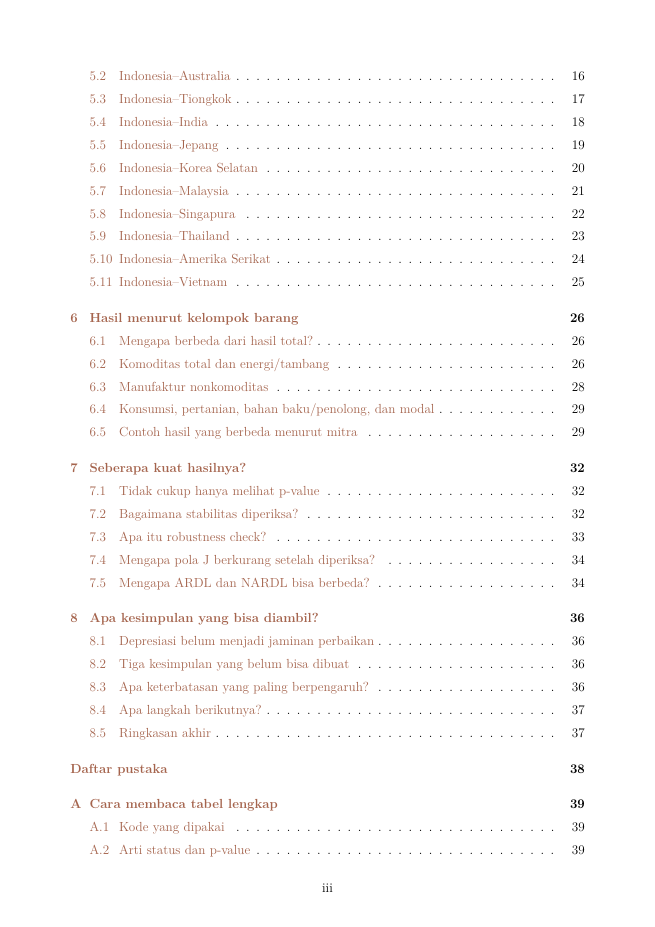 5.2 Indonesia–Australia . . . . . . . . . . . . . . . . . . . . . . . . . . . . . . . . 16
5.3 Indonesia–Tiongkok . . . . . . . . . . . . . . . . . . . . . . . . . . . . . . . . 17
5.4 Indonesia–India . . . . . . . . . . . . . . . . . . . . . . . . . . . . . . . . . . 18
5.5 Indonesia–Jepang . . . . . . . . . . . . . . . . . . . . . . . . . . . . . . . . . 19
5.6 Indonesia–Korea Selatan . . . . . . . . . . . . . . . . . . . . . . . . . . . . . 20
5.7 Indonesia–Malaysia . . . . . . . . . . . . . . . . . . . . . . . . . . . . . . . . 21
5.8 Indonesia–Singapura . . . . . . . . . . . . . . . . . . . . . . . . . . . . . . . 22
5.9 Indonesia–Thailand . . . . . . . . . . . . . . . . . . . . . . . . . . . . . . . . 23
5.10 Indonesia–Amerika Serikat . . . . . . . . . . . . . . . . . . . . . . . . . . . . 24
5.11 Indonesia–Vietnam . . . . . . . . . . . . . . . . . . . . . . . . . . . . . . . . 25
6 Hasil menurut kelompok barang 26
6.1 Mengapa berbeda dari hasil total? . . . . . . . . . . . . . . . . . . . . . . . . 26
6.2 Komoditas total dan energi/tambang . . . . . . . . . . . . . . . . . . . . . . 26
6.3 Manufaktur nonkomoditas . . . . . . . . . . . . . . . . . . . . . . . . . . . . 28
6.4 Konsumsi, pertanian, bahan baku/penolong, dan modal . . . . . . . . . . . . 29
6.5 Contoh hasil yang berbeda menurut mitra . . . . . . . . . . . . . . . . . . . 29
7 Seberapa kuat hasilnya? 32
7.1 Tidak cukup hanya melihat p-value . . . . . . . . . . . . . . . . . . . . . . . 32
7.2 Bagaimana stabilitas diperiksa? . . . . . . . . . . . . . . . . . . . . . . . . . 32
7.3 Apa itu robustness check? . . . . . . . . . . . . . . . . . . . . . . . . . . . . 33
7.4 Mengapa pola J berkurang setelah diperiksa? . . . . . . . . . . . . . . . . . 34
7.5 Mengapa ARDL dan NARDL bisa berbeda? . . . . . . . . . . . . . . . . . . 34
8 Apa kesimpulan yang bisa diambil? 36
8.1 Depresiasi belum menjadi jaminan perbaikan . . . . . . . . . . . . . . . . . . 36
8.2 Tiga kesimpulan yang belum bisa dibuat . . . . . . . . . . . . . . . . . . . . 36
8.3 Apa keterbatasan yang paling berpengaruh? . . . . . . . . . . . . . . . . . . 36
8.4 Apa langkah berikutnya? . . . . . . . . . . . . . . . . . . . . . . . . . . . . . 37
8.5 Ringkasan akhir . . . . . . . . . . . . . . . . . . . . . . . . . . . . . . . . . . 37
Daftar pustaka 38
A Cara membaca tabel lengkap 39
A.1 Kode yang dipakai . . . . . . . . . . . . . . . . . . . . . . . . . . . . . . . . 39
A.2 Arti status dan p-value . . . . . . . . . . . . . . . . . . . . . . . . . . . . . . 39
iii